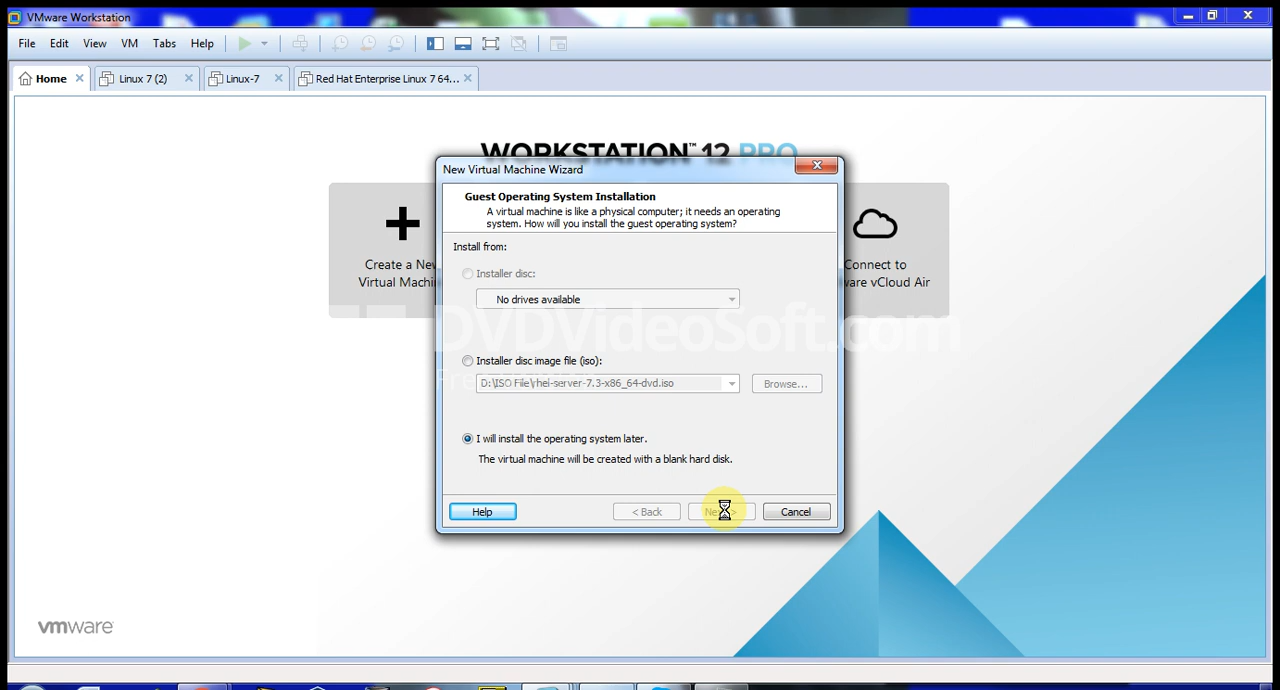 VMware Workstation
File Edit View VM Tabs Help
Home Linux 7 (2) Linux-7 Red Hat Enterprise Linux 7 64...
WORKSTATION™ 12 PRO
New Virtual Machine Wizard
Guest Operating System Installation
A virtual machine is like a physical computer; it needs an operating
system. How will you install the guest operating system?
Install from:
Installer disc:
No drives available
Create a
Virtual
Connect to
vCloud Air
DVDVideoSoft.com
Installer disc image file (iso):
D:\ISO File\rhel-server-7.3-x86_64-dvd.iso
Browse...
I will install the operating system later.
The virtual machine will be created with a blank hard disk.
Help < Back Cancel
vmware